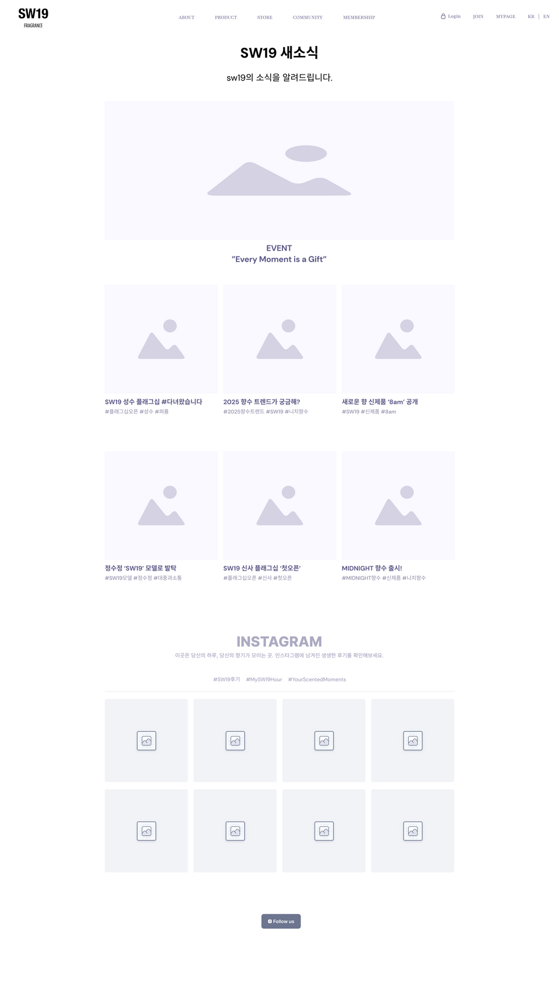 SW19
FRAGRANCE
ABOUT PRODUCT STORE COMMUNITY MEMBERSHIP
Login JOIN MYPAGE KR | EN
SW19 새소식
sw19의 소식을 알려드립니다.
EVENT
”Every Moment is a Gift”
SW19 성수 플래그십 #다녀왔습니다
#플래그십오픈 #성수 #퍼퓸
2025 향수 트렌드가 궁금해?
#2025향수트렌드 #SW19 #니치향수
새로운 향 신제품 ‘8am’ 공개
#SW19 #신제품 #8am
정수정 ‘SW19’ 모델로 발탁
#SW19모델 #정수정 #대중과소통
SW19 신사 플래그십 ‘첫오픈’
#플래그십오픈 #신사 #첫오픈
MIDNIGHT 향수 출시!
#MIDNIGHT향수 #신제품 #니치향수
INSTAGRAM
이곳은 당신의 하루, 당신의 향기가 모이는 곳. 인스타그램에 남겨진 생생한 후기를 확인해보세요.
#SW19후기 #MySW19Hour #YourScentedMoments
Follow us